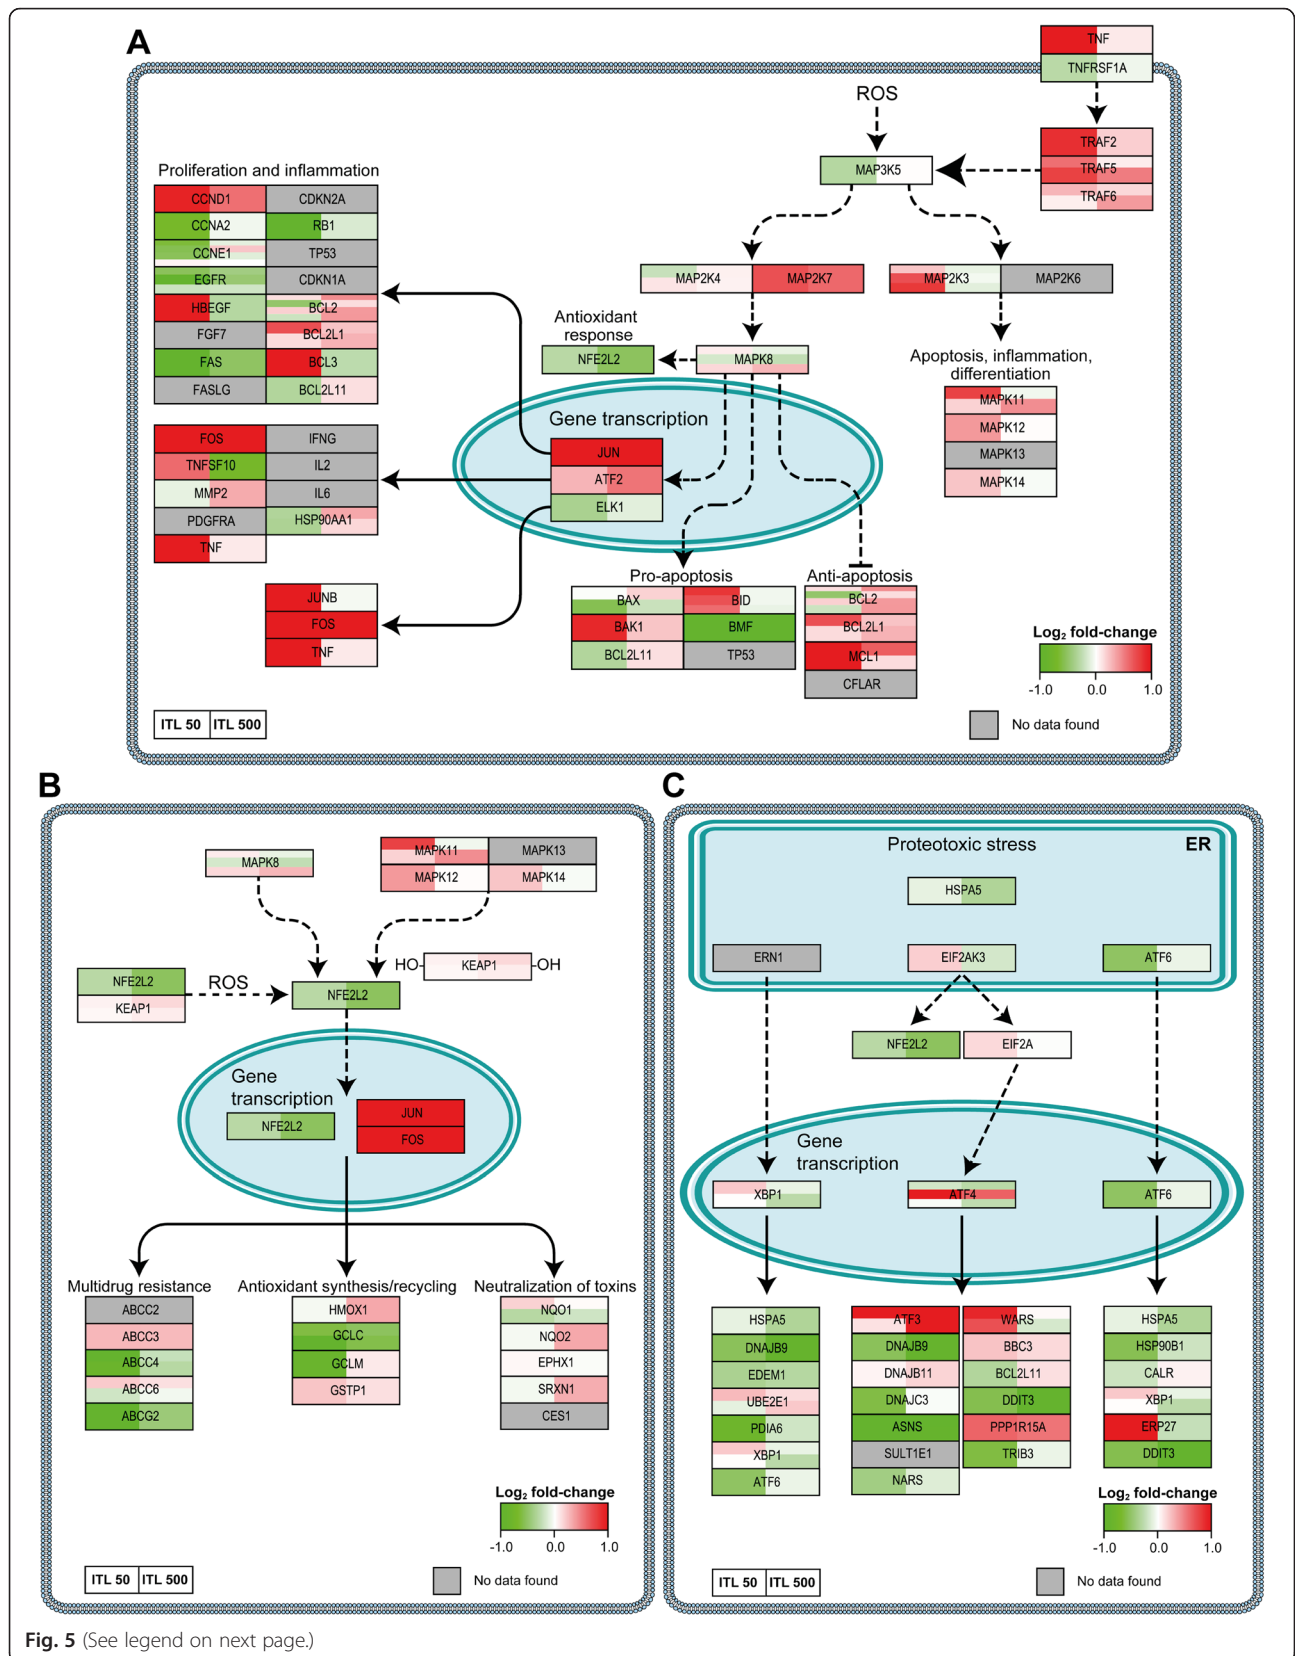 A
TNF
TNFRSF1A
ROS
TRAF2
TRAF5
TRAF6
MAP3K5
Proliferation and inflammation
CCND1 CDKN2A
CCNA2 RB1
CCNE1 TP53
EGFR CDKN1A
HBEGF BCL2
FGF7 BCL2L1
FAS BCL3
FASLG BCL2L11
MAP2K4 MAP2K7
MAP2K3 MAP2K6
Antioxidant
response
NFE2L2
MAPK8
Apoptosis, inflammation,
differentiation
MAPK11
MAPK12
MAPK13
MAPK14
Gene transcription
JUN
ATF2
ELK1
FOS IFNG
TNFSF10 IL2
MMP2 IL6
PDGFRA HSP90AA1
TNF
JUNB
FOS
TNF
Pro-apoptosis
BAX BID
BAK1 BMF
BCL2L11 TP53
Anti-apoptosis
BCL2
BCL2L1
MCL1
CFLAR
Log2 fold-change
-1.0 0.0 1.0
No data found
ITL 50 ITL 500
B
MAPK8
MAPK11 MAPK13
MAPK12 MAPK14
NFE2L2
KEAP1
ROS
NFE2L2
HO KEAP1 OH
Gene
transcription
NFE2L2
JUN
FOS
Multidrug resistance
ABCC2
ABCC3
ABCC4
ABCC6
ABCG2
Antioxidant synthesis/recycling
HMOX1
GCLC
GCLM
GSTP1
Neutralization of toxins
NQO1
NQO2
EPHX1
SRXN1
CES1
Log2 fold-change
-1.0 0.0 1.0
ITL 50 ITL 500
No data found
C
Proteotoxic stress
ER
HSPA5
ERN1
EIF2AK3
ATF6
NFE2L2
EIF2A
Gene
transcription
XBP1
ATF4
ATF6
HSPA5
DNAJB9
EDEM1
UBE2E1
PDIA6
XBP1
ATF6
ATF3 WARS
DNAJB9 BBC3
DNAJB11 BCL2L11
DNAJC3 DDIT3
ASNS PPP1R15A
SULT1E1 TRIB3
NARS
HSPA5
HSP90B1
CALR
XBP1
ERP27
DDIT3
Log2 fold-change
-1.0 0.0 1.0
ITL 50 ITL 500
No data found
Fig. 5 (See legend on next page.)